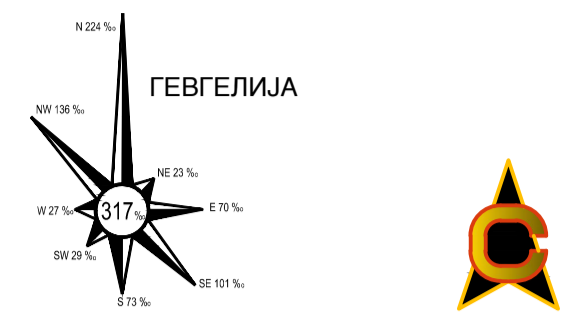 N 224 ‰
ГЕВГЕЛИЈА
NW 136 ‰
NE 23 ‰
W 27 ‰
317 ‰
E 70 ‰
SW 29 ‰
SE 101 ‰
S 73 ‰
C